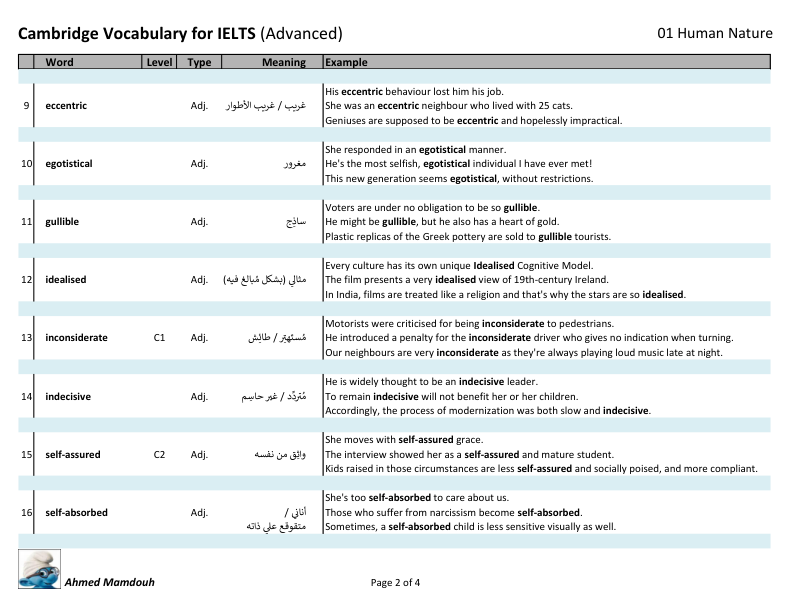 Cambridge Vocabulary for IELTS (Advanced) 01 Human Nature
Word Level Type Meaning Example
His eccentric behaviour lost him his job.
9 eccentric Adj. غريب / غريب الأطوار She was an eccentric neighbour who lived with 25 cats.
Geniuses are supposed to be eccentric and hopelessly impractical.
She responded in an egotistical manner.
10 egotistical Adj. مغرور He's the most selfish, egotistical individual I have ever met!
This new generation seems egotistical, without restrictions.
Voters are under no obligation to be so gullible.
11 gullible Adj. ساذِج He might be gullible, but he also has a heart of gold.
Plastic replicas of the Greek pottery are sold to gullible tourists.
Every culture has its own unique Idealised Cognitive Model.
12 idealised Adj. مثالي (بشكل مُبالغ فيه) The film presents a very idealised view of 19th-century Ireland.
In India, films are treated like a religion and that's why the stars are so idealised.
Motorists were criticised for being inconsiderate to pedestrians.
13 inconsiderate C1 Adj. مُستَهتِر / طائِش He introduced a penalty for the inconsiderate driver who gives no indication when turning.
Our neighbours are very inconsiderate as they're always playing loud music late at night.
He is widely thought to be an indecisive leader.
14 indecisive Adj. مُتردِّد / غير حاسِم To remain indecisive will not benefit her or her children.
Accordingly, the process of modernization was both slow and indecisive.
She moves with self-assured grace.
15 self-assured C2 Adj. واثِق من نفسه The interview showed her as a self-assured and mature student.
Kids raised in those circumstances are less self-assured and socially poised, and more compliant.
She's too self-absorbed to care about us.
16 self-absorbed Adj. أناني / Those who suffer from narcissism become self-absorbed.
متقوقع علي ذاته Sometimes, a self-absorbed child is less sensitive visually as well.
Ahmed Mamdouh Page 2 of 4